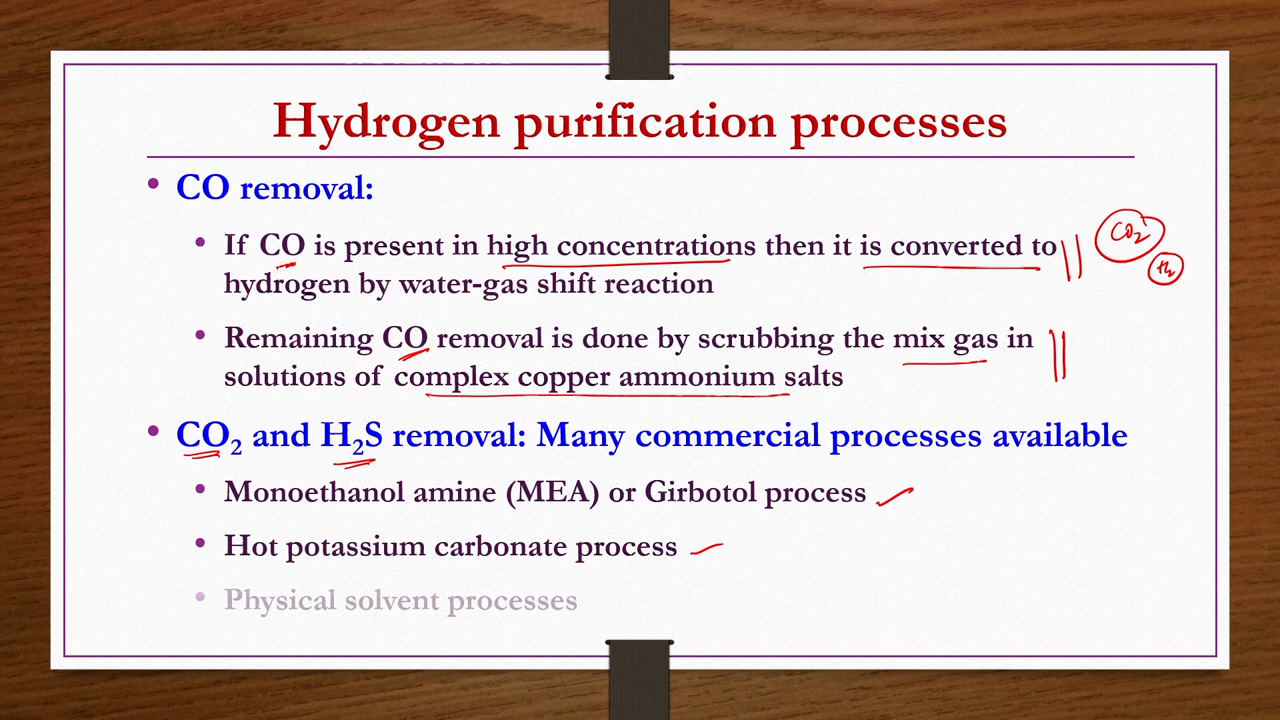 Hydrogen purification processes
• CO removal:
• If CO is present in high concentrations then it is converted to
hydrogen by water-gas shift reaction
CO2
H2
• Remaining CO removal is done by scrubbing the mix gas in
solutions of complex copper ammonium salts
• CO₂ and H₂S removal: Many commercial processes available
• Monoethanol amine (MEA) or Girbotol process
• Hot potassium carbonate process
• Physical solvent processes